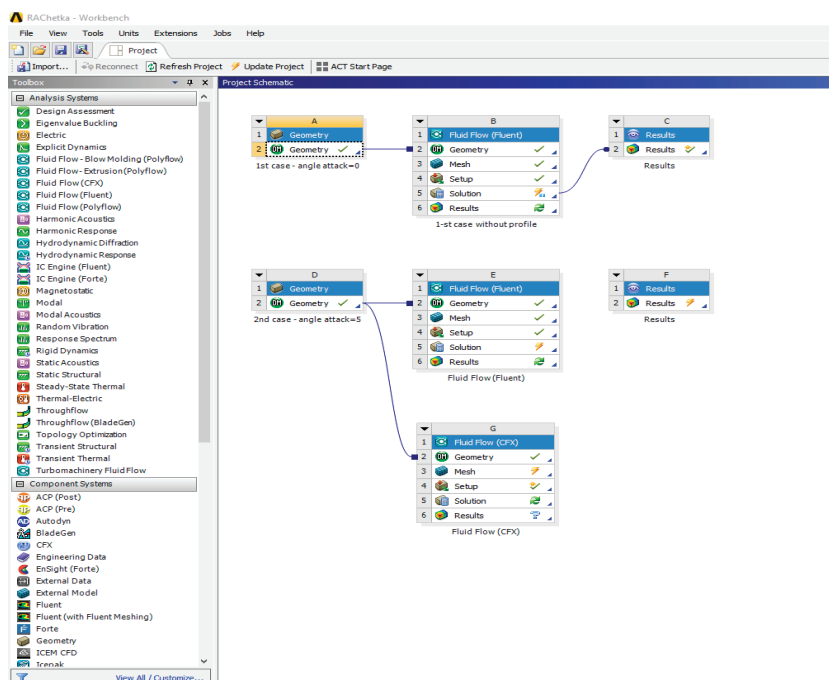 RAChetka - Workbench
File View Tools Units Extensions Jobs Help
Project
Import... Reconnect Refresh Project Update Project ACT Start Page
Toolbox
Analysis Systems
Design Assessment
Eigenvalue Buckling
Electric
Explicit Dynamics
Fluid Flow - Blow Molding (Polyflow)
Fluid Flow - Extrusion (Polyflow)
Fluid Flow (CFX)
Fluid Flow (Fluent)
Fluid Flow (Polyflow)
Harmonic Acoustics
Harmonic Response
Hydrodynamic Diffraction
Hydrodynamic Response
IC Engine (Fluent)
IC Engine (Forte)
Magnetostatic
Modal
Modal Acoustics
Random Vibration
Response Spectrum
Rigid Dynamics
Static Acoustics
Static Structural
Steady-State Thermal
Thermal-Electric
Throughflow
Throughflow (BladeGen)
Topology Optimization
Transient Structural
Transient Thermal
Turbomachinery Fluid Flow
Component Systems
ACP (Post)
ACP (Pre)
Autodyn
BladeGen
CFX
Engineering Data
EnSight (Forte)
External Data
External Model
Fluent
Fluent (with Fluent Meshing)
Forte
Geometry
ICEM CFD
Icepak
View All / Customize...
Project Schematic
A
1 Geometry
2 Geometry
1st case - angle attack=0
B
1 Fluid Flow (Fluent)
2 Geometry
3 Mesh
4 Setup
5 Solution
6 Results
1-st case without profile
C
1 Results
2 Results
Results
D
1 Geometry
2 Geometry
2nd case - angle attack=5
E
1 Fluid Flow (Fluent)
2 Geometry
3 Mesh
4 Setup
5 Solution
6 Results
Fluid Flow (Fluent)
F
1 Results
2 Results
Results
G
1 Fluid Flow (CFX)
2 Geometry
3 Mesh
4 Setup
5 Solution
6 Results
Fluid Flow (CFX)